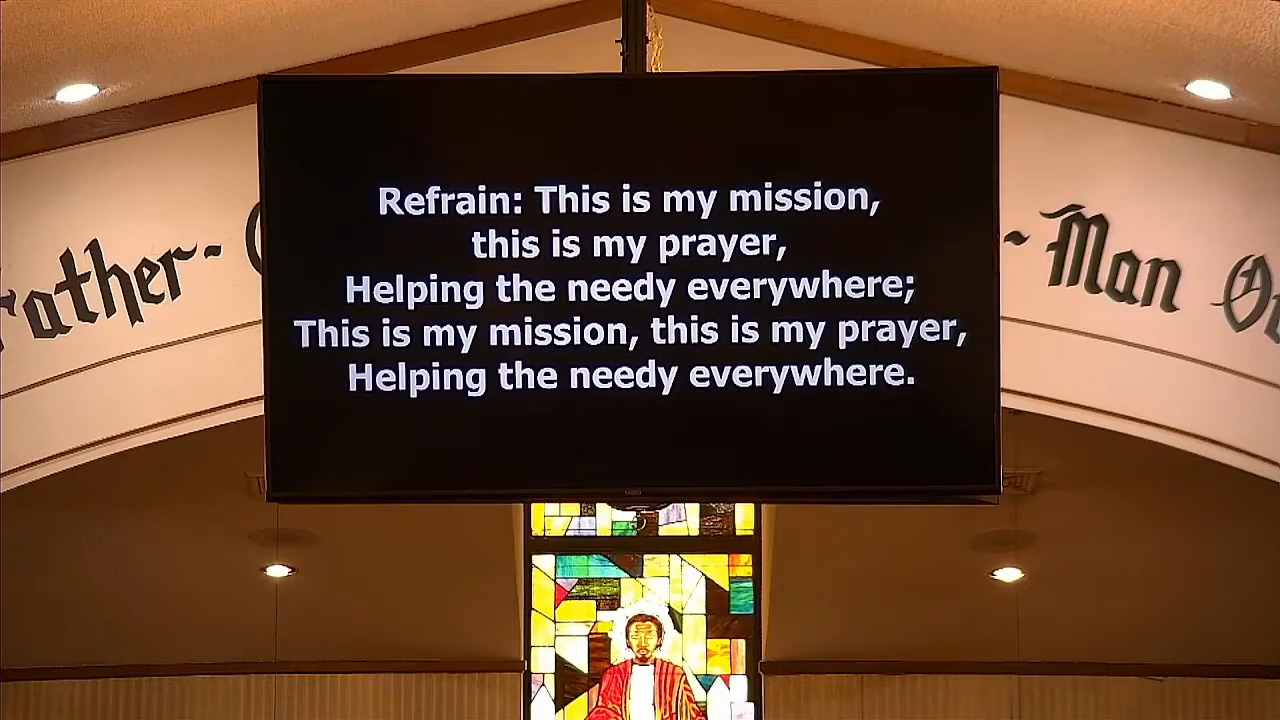 Refrain: This is my mission,
this is my prayer,
Helping the needy everywhere;
This is my mission, this is my prayer,
Helping the needy everywhere.
- Man